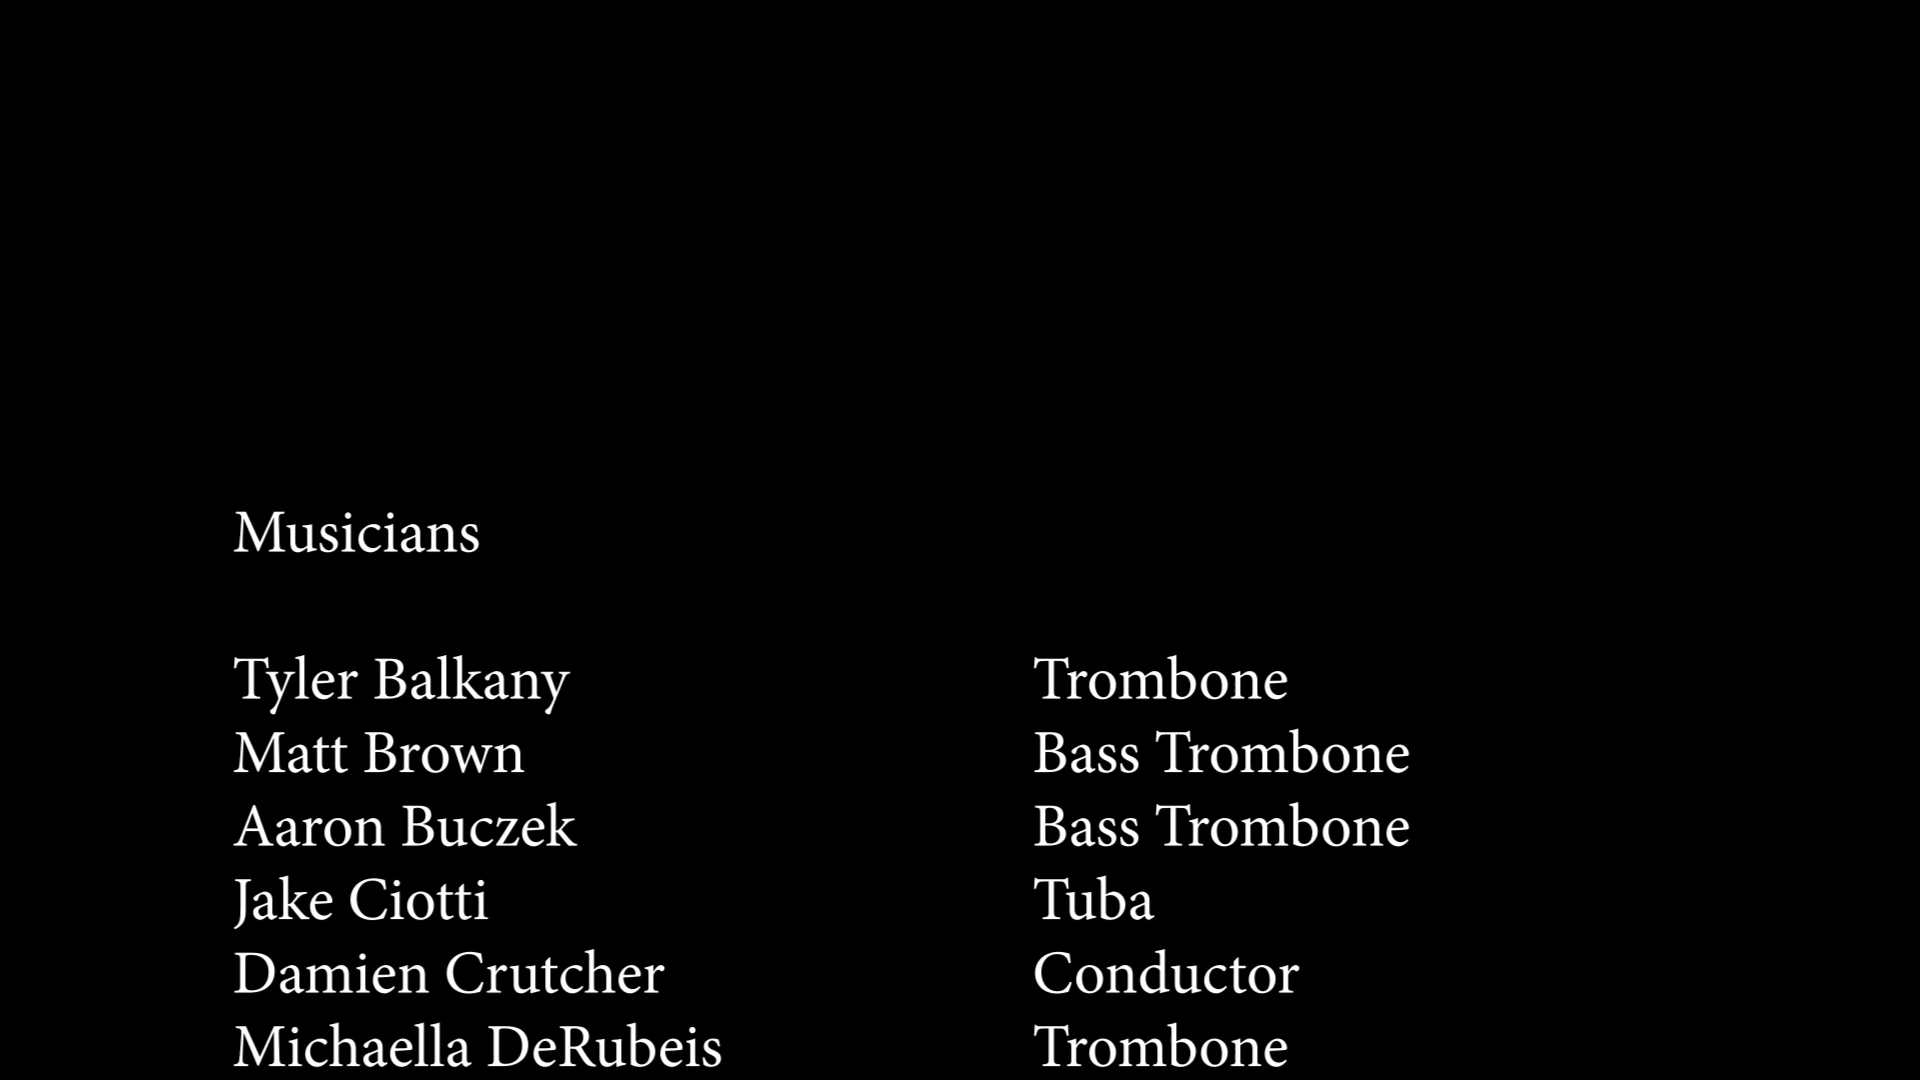 Musicians
Tyler Balkany Trombone
Matt Brown Bass Trombone
Aaron Buczek Bass Trombone
Jake Ciotti Tuba
Damien Crutcher Conductor
Michaella DeRubeis Trombone